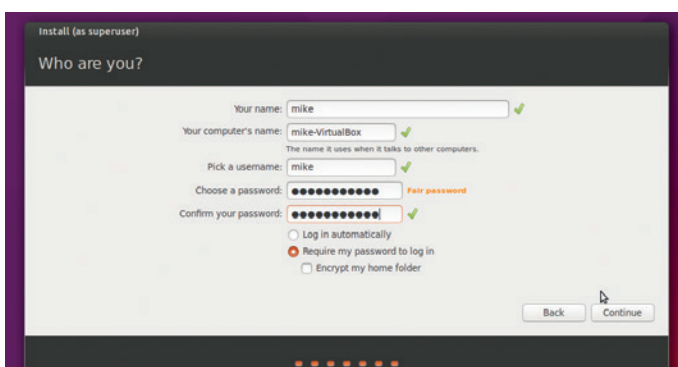 Install (as superuser)
Who are you?
Your name: mike
Your computer's name: mike-VirtualBox
The name it uses when it talks to other computers.
Pick a username: mike
Choose a password: ●●●●●●●●●●● Fair password
Confirm your password: ●●●●●●●●●●●
Log in automatically
Require my password to log in
Encrypt my home folder
Back Continue